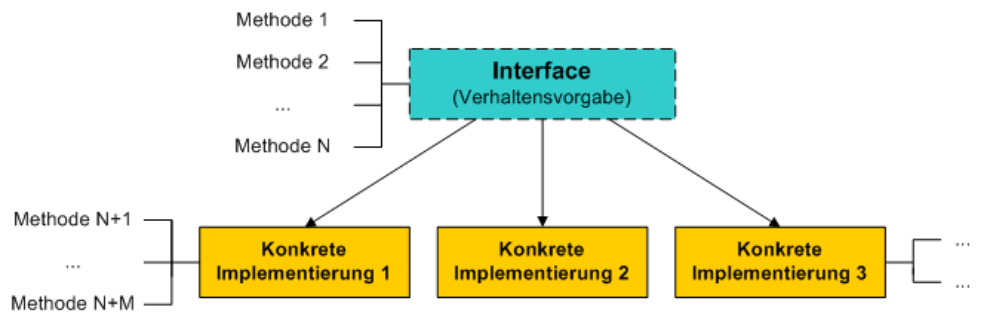 Methode 1
Methode 2
...
Methode N
Interface
(Verhaltensvorgabe)
Methode N+1
...
Methode N+M
Konkrete
Implementierung 1
Konkrete
Implementierung 2
Konkrete
Implementierung 3
...
...